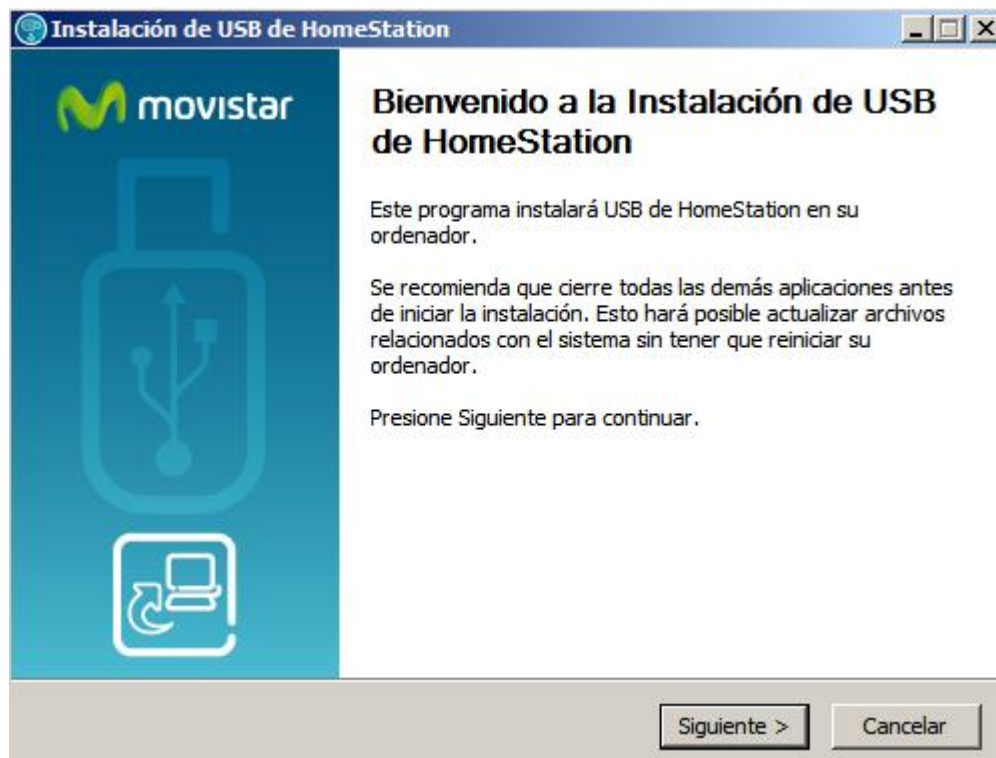 Instalación de USB de HomeStation
movistar
Bienvenido a la Instalación de USB
de HomeStation
Este programa instalará USB de HomeStation en su
ordenador.
Se recomienda que cierre todas las demás aplicaciones antes
de iniciar la instalación. Esto hará posible actualizar archivos
relacionados con el sistema sin tener que reiniciar su
ordenador.
Presione Siguiente para continuar.
Siguiente >
Cancelar